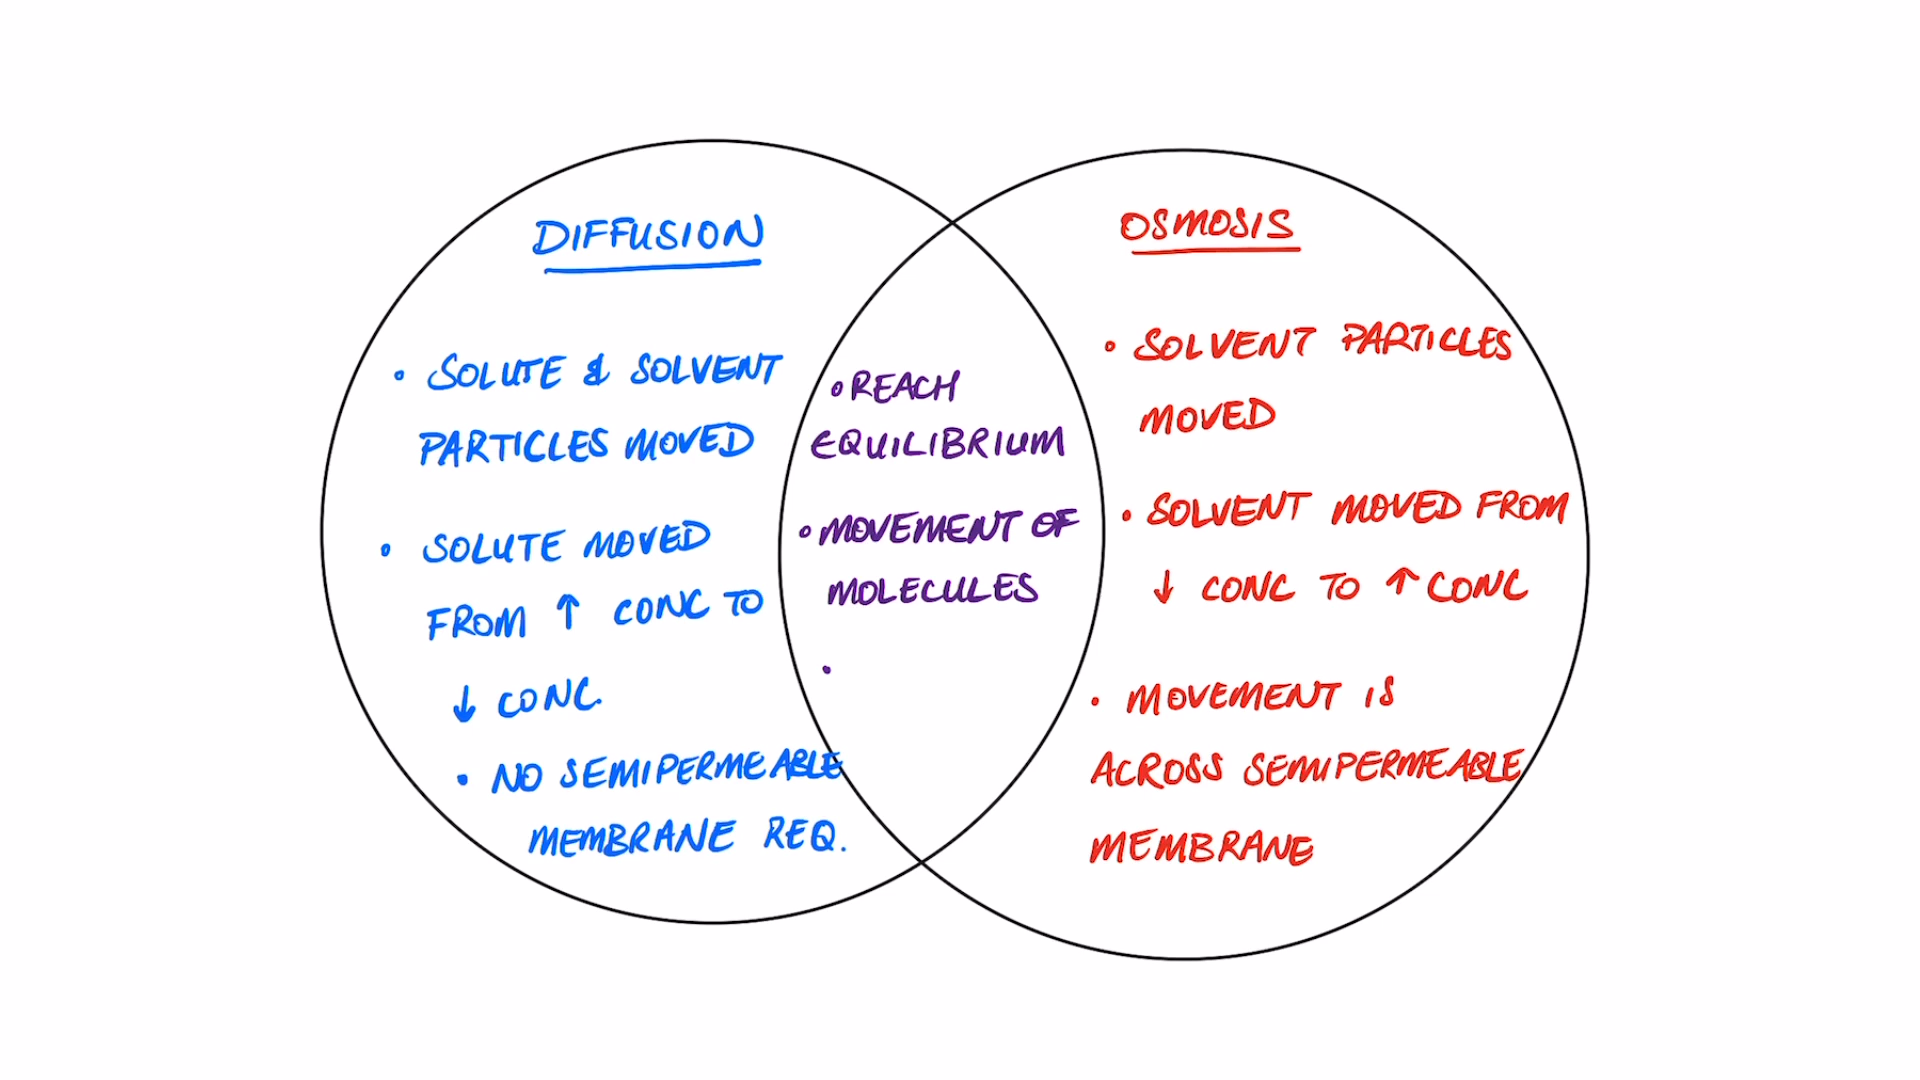 DIFFUSION
• SOLUTE & SOLVENT
PARTICLES MOVED
• SOLUTE MOVED
FROM ↑ CONC TO
↓ CONC.
• NO SEMIPERMEABLE
MEMBRANE REQ.
• REACH
EQUILIBRIUM
• MOVEMENT OF
MOLECULES
•
OSMOSIS
• SOLVENT PARTICLES
MOVED
• SOLVENT MOVED FROM
↓ CONC TO ↑ CONC
• MOVEMENT IS
ACROSS SEMIPERMEABLE
MEMBRANE